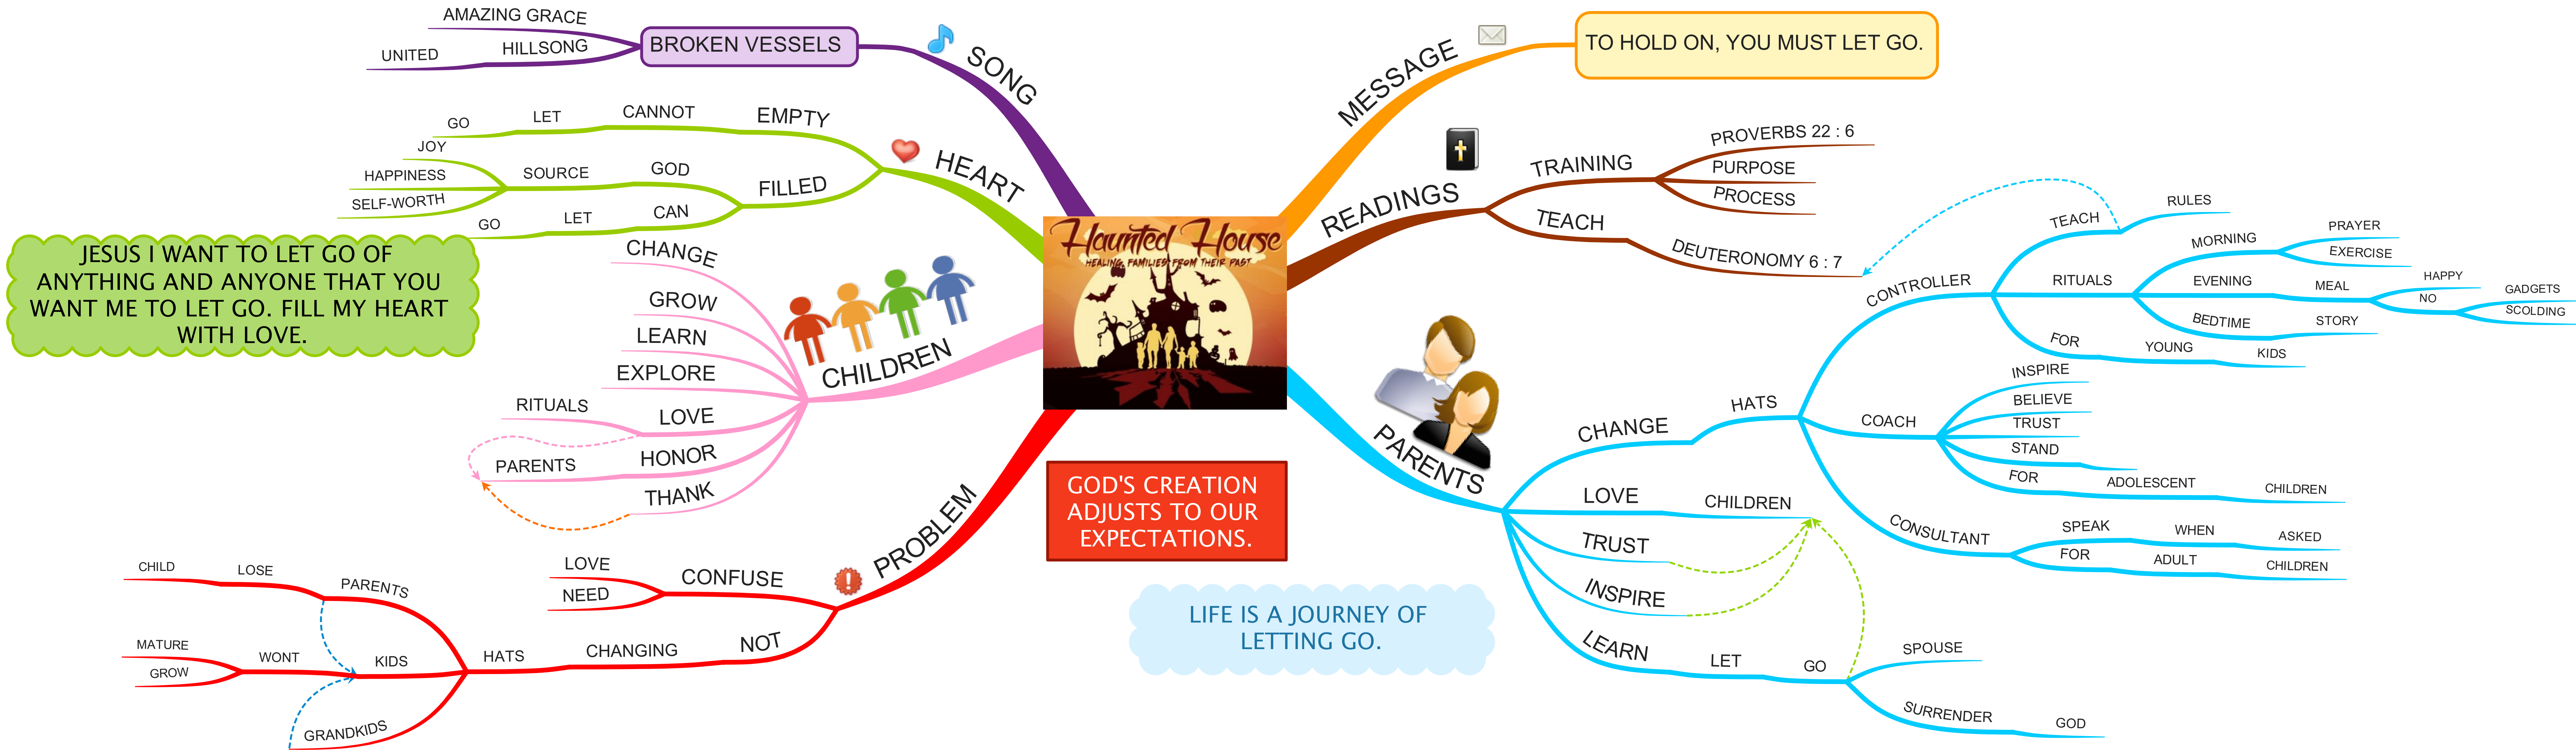 Haunted House
HEALING FAMILIES FROM THEIR PAST
MESSAGE
TO HOLD ON, YOU MUST LET GO.
READINGS
TRAINING
PROVERBS 22 : 6
PURPOSE
PROCESS
TEACH
DEUTERONOMY 6 : 7
PARENTS
CHANGE
HATS
CONTROLLER
TEACH
RULES
RITUALS
MORNING
PRAYER
EXERCISE
EVENING
MEAL
HAPPY
NO
GADGETS
SCOLDING
BEDTIME
STORY
FOR
YOUNG
KIDS
COACH
INSPIRE
BELIEVE
TRUST
STAND
FOR
ADOLESCENT
CHILDREN
CONSULTANT
SPEAK
WHEN
ASKED
FOR
ADULT
CHILDREN
LOVE
CHILDREN
TRUST
INSPIRE
LEARN
LET
GO
SPOUSE
SURRENDER
GOD
SONG
BROKEN VESSELS
AMAZING GRACE
HILLSONG
UNITED
HEART
EMPTY
CANNOT
LET
GO
FILLED
GOD
SOURCE
JOY
HAPPINESS
SELF-WORTH
CAN
LET
GO
JESUS I WANT TO LET GO OF
ANYTHING AND ANYONE THAT YOU
WANT ME TO LET GO. FILL MY HEART
WITH LOVE.
CHILDREN
CHANGE
GROW
LEARN
EXPLORE
LOVE
RITUALS
HONOR
PARENTS
THANK
PROBLEM
CONFUSE
LOVE
NEED
NOT
CHANGING
HATS
PARENTS
LOSE
CHILD
KIDS
WONT
MATURE
GROW
GRANDKIDS
GOD'S CREATION
ADJUSTS TO OUR
EXPECTATIONS.
LIFE IS A JOURNEY OF
LETTING GO.